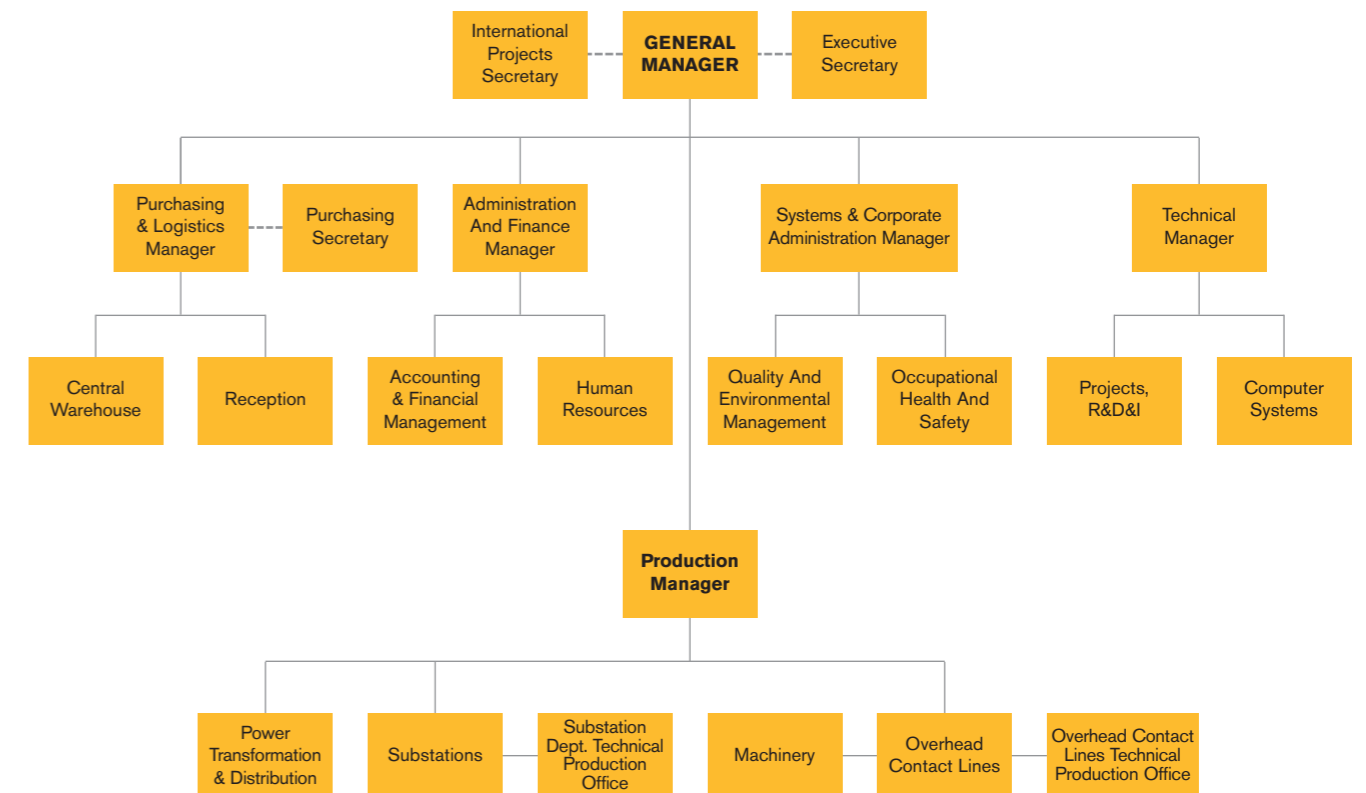 International
Projects
Secretary
GENERAL
MANAGER
Executive
Secretary
Purchasing
& Logistics
Manager
Purchasing
Secretary
Administration
And Finance
Manager
Systems & Corporate
Administration Manager
Technical
Manager
Central
Warehouse
Reception
Accounting
& Financial
Management
Human
Resources
Quality And
Environmental
Management
Occupational
Health And
Safety
Projects,
R&D&I
Computer
Systems
Production
Manager
Power
Transformation
& Distribution
Substations
Substation
Dept. Technical
Production
Office
Machinery
Overhead
Contact Lines
Overhead Contact
Lines Technical
Production Office